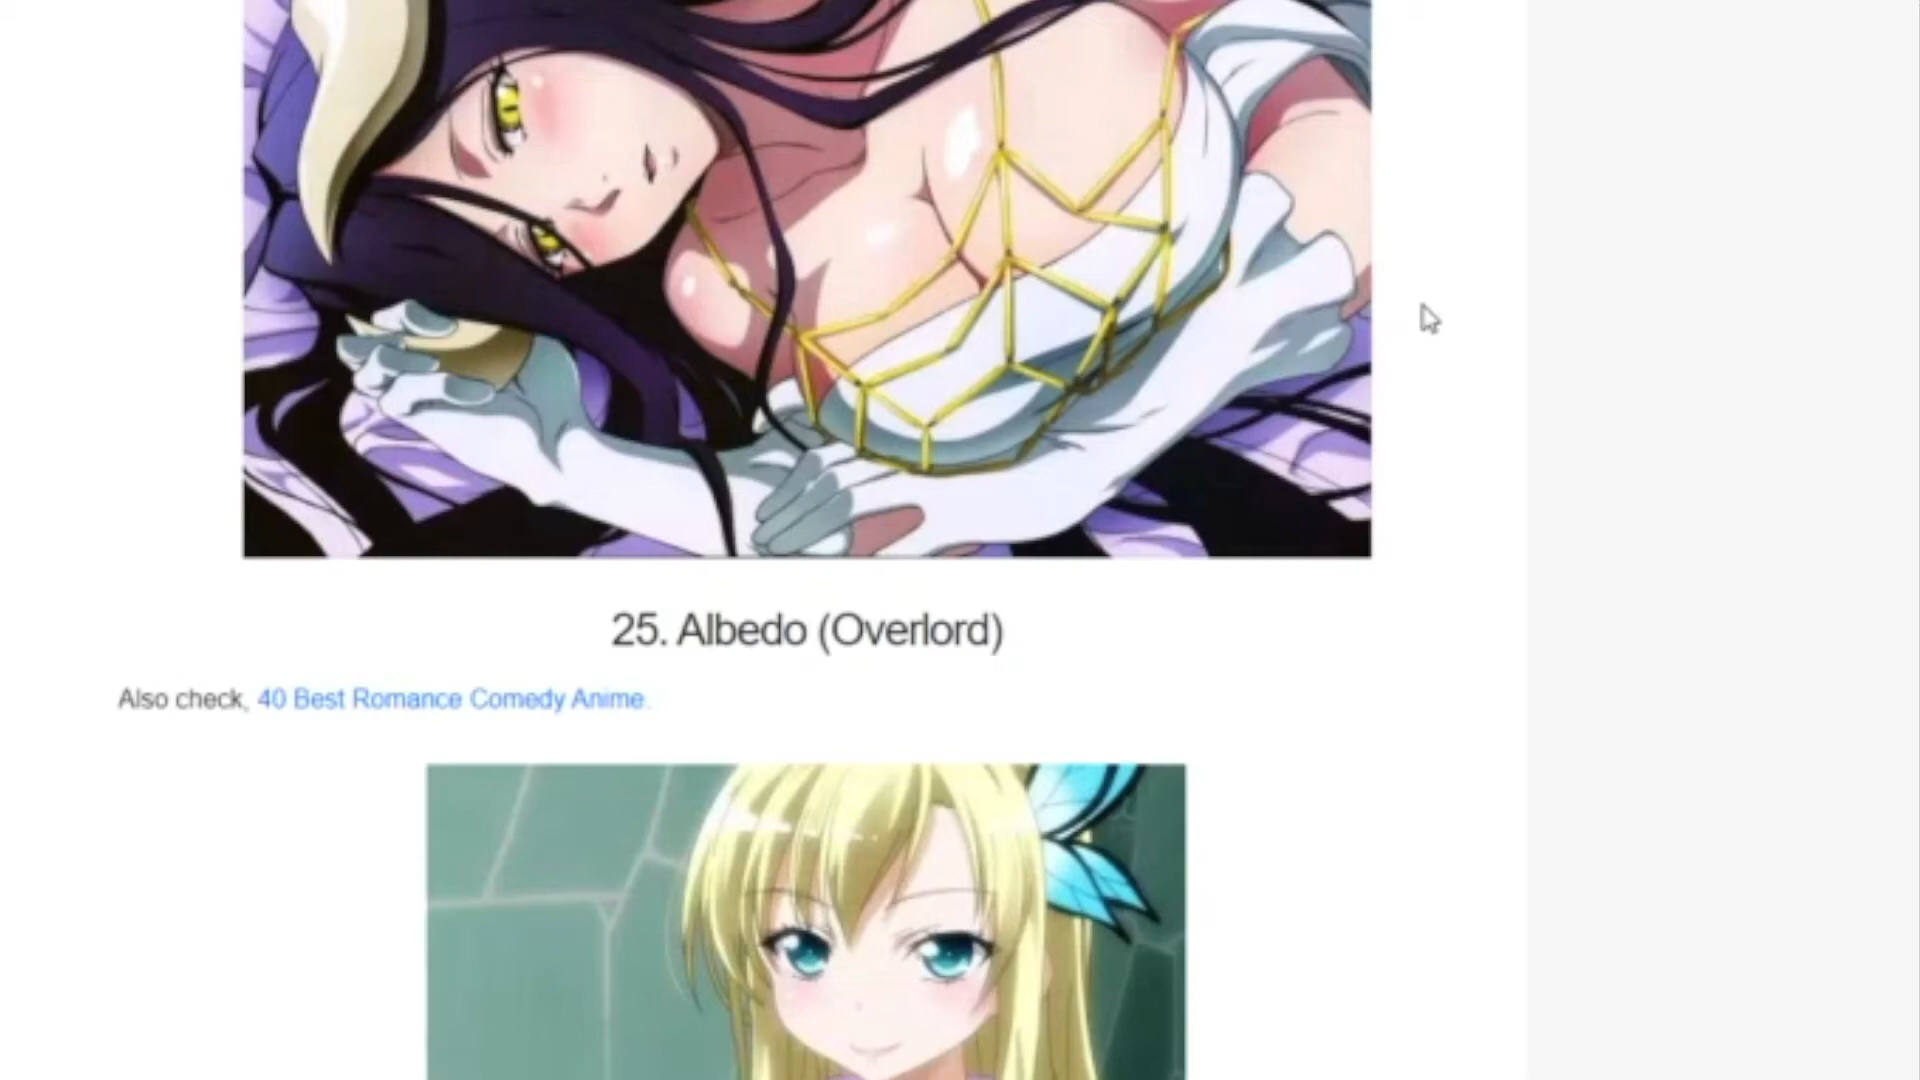 25. Albedo (Overlord)
Also check, 40 Best Romance Comedy Anime.